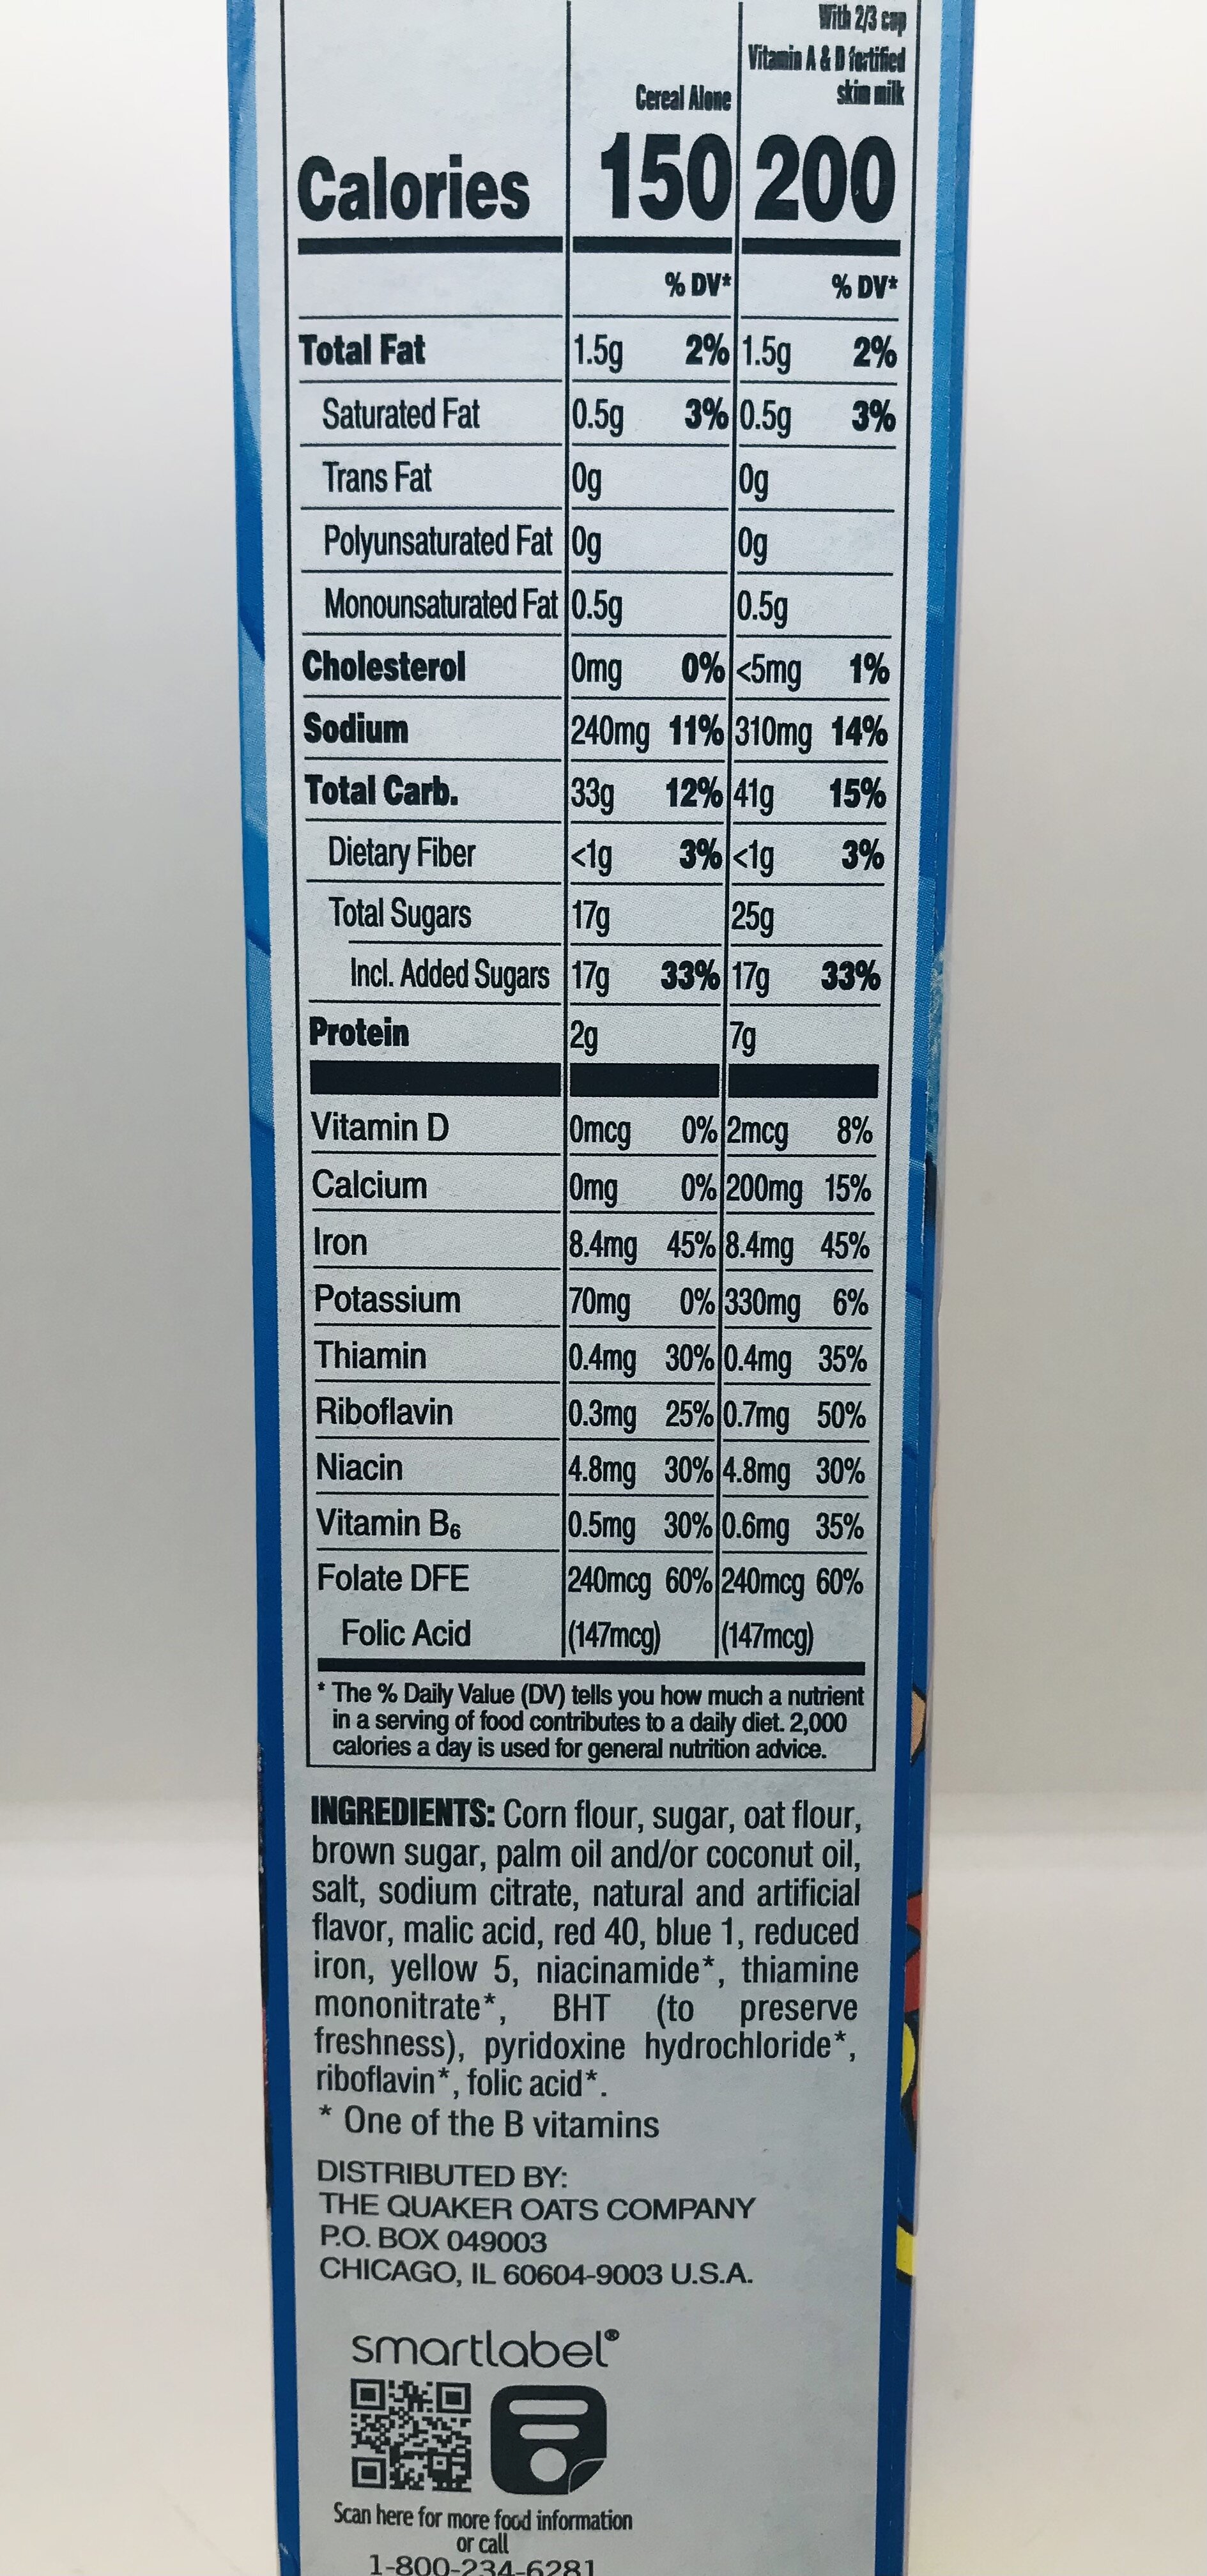 With 2/3 cup
Vitamin A & D fortified
skim milk
Cereal Alone
Calories 150 200
% DV* % DV*
Total Fat 1.5g 2% 1.5g 2%
Saturated Fat 0.5g 3% 0.5g 3%
Trans Fat 0g 0g
Polyunsaturated Fat 0g 0g
Monounsaturated Fat 0.5g 0.5g
Cholesterol 0mg 0% <5mg 1%
Sodium 240mg 11% 310mg 14%
Total Carb. 33g 12% 41g 15%
Dietary Fiber <1g 3% <1g 3%
Total Sugars 17g 25g
Incl. Added Sugars 17g 33% 17g 33%
Protein 2g 7g
Vitamin D 0mcg 0% 2mcg 8%
Calcium 0mg 0% 200mg 15%
Iron 8.4mg 45% 8.4mg 45%
Potassium 70mg 0% 330mg 6%
Thiamin 0.4mg 30% 0.4mg 35%
Riboflavin 0.3mg 25% 0.7mg 50%
Niacin 4.8mg 30% 4.8mg 30%
Vitamin B6 0.5mg 30% 0.6mg 35%
Folate DFE 240mcg 60% 240mcg 60%
Folic Acid (147mcg) (147mcg)
* The % Daily Value (DV) tells you how much a nutrient
in a serving of food contributes to a daily diet. 2,000
calories a day is used for general nutrition advice.
INGREDIENTS: Corn flour, sugar, oat flour,
brown sugar, palm oil and/or coconut oil,
salt, sodium citrate, natural and artificial
flavor, malic acid, red 40, blue 1, reduced
iron, yellow 5, niacinamide*, thiamine
mononitrate*, BHT (to preserve
freshness), pyridoxine hydrochloride*,
riboflavin*, folic acid*.
* One of the B vitamins
DISTRIBUTED BY:
THE QUAKER OATS COMPANY
P.O. BOX 049003
CHICAGO, IL 60604-9003 U.S.A.
smartlabel®
Scan here for more food information
or call
1-800-234-6281